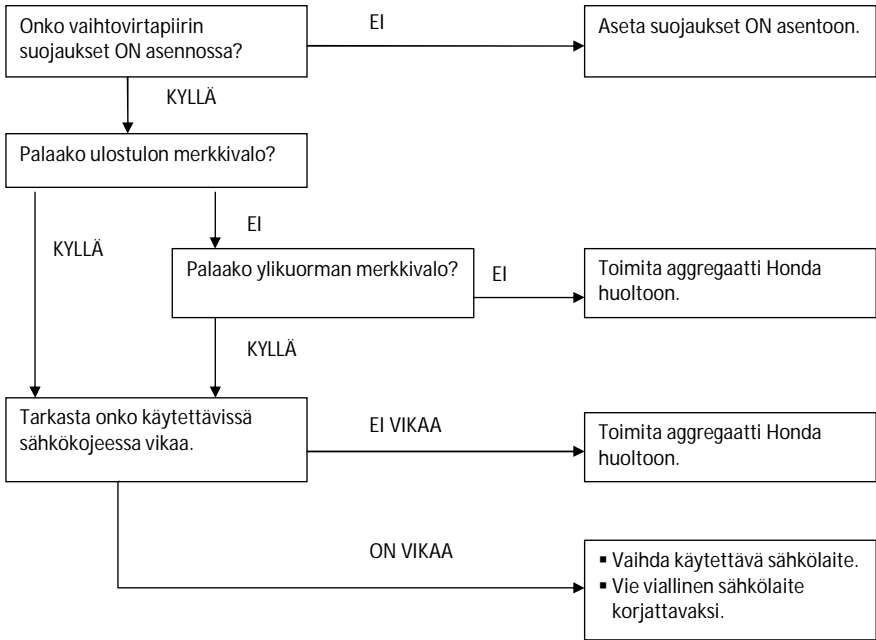 Onko vaihtovirtapiirin
suojaukset ON asennossa?
EI
Aseta suojaukset ON asentoon.
KYLLÄ
Palaako ulostulon merkkivalo?
KYLLÄ
EI
Palaako ylikuorman merkkivalo?
EI
Toimita aggregaatti Honda
huoltoon.
KYLLÄ
Tarkasta onko käytettävissä
sähkökojeessa vikaa.
EI VIKAA
Toimita aggregaatti Honda
huoltoon.
ON VIKAA
▪ Vaihda käytettävä sähkölaite.
▪ Vie viallinen sähkölaite
korjattavaksi.